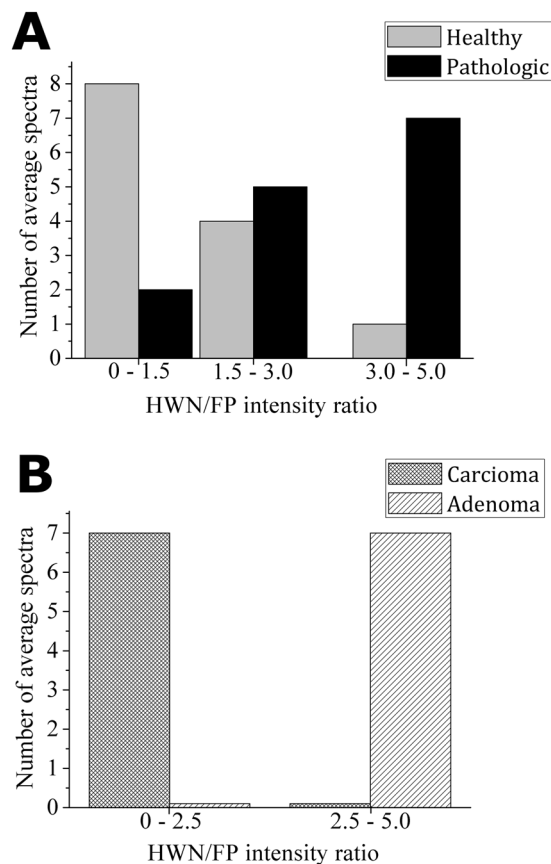 A
Healthy
Pathologic
Number of average spectra
8
7
6
5
4
3
2
1
0
0 - 1.5 1.5 - 3.0 3.0 - 5.0
HWN/FP intensity ratio
B
Carcioma
Adenoma
Number of average spectra
7
6
5
4
3
2
1
0
0 - 2.5 2.5 - 5.0
HWN/FP intensity ratio